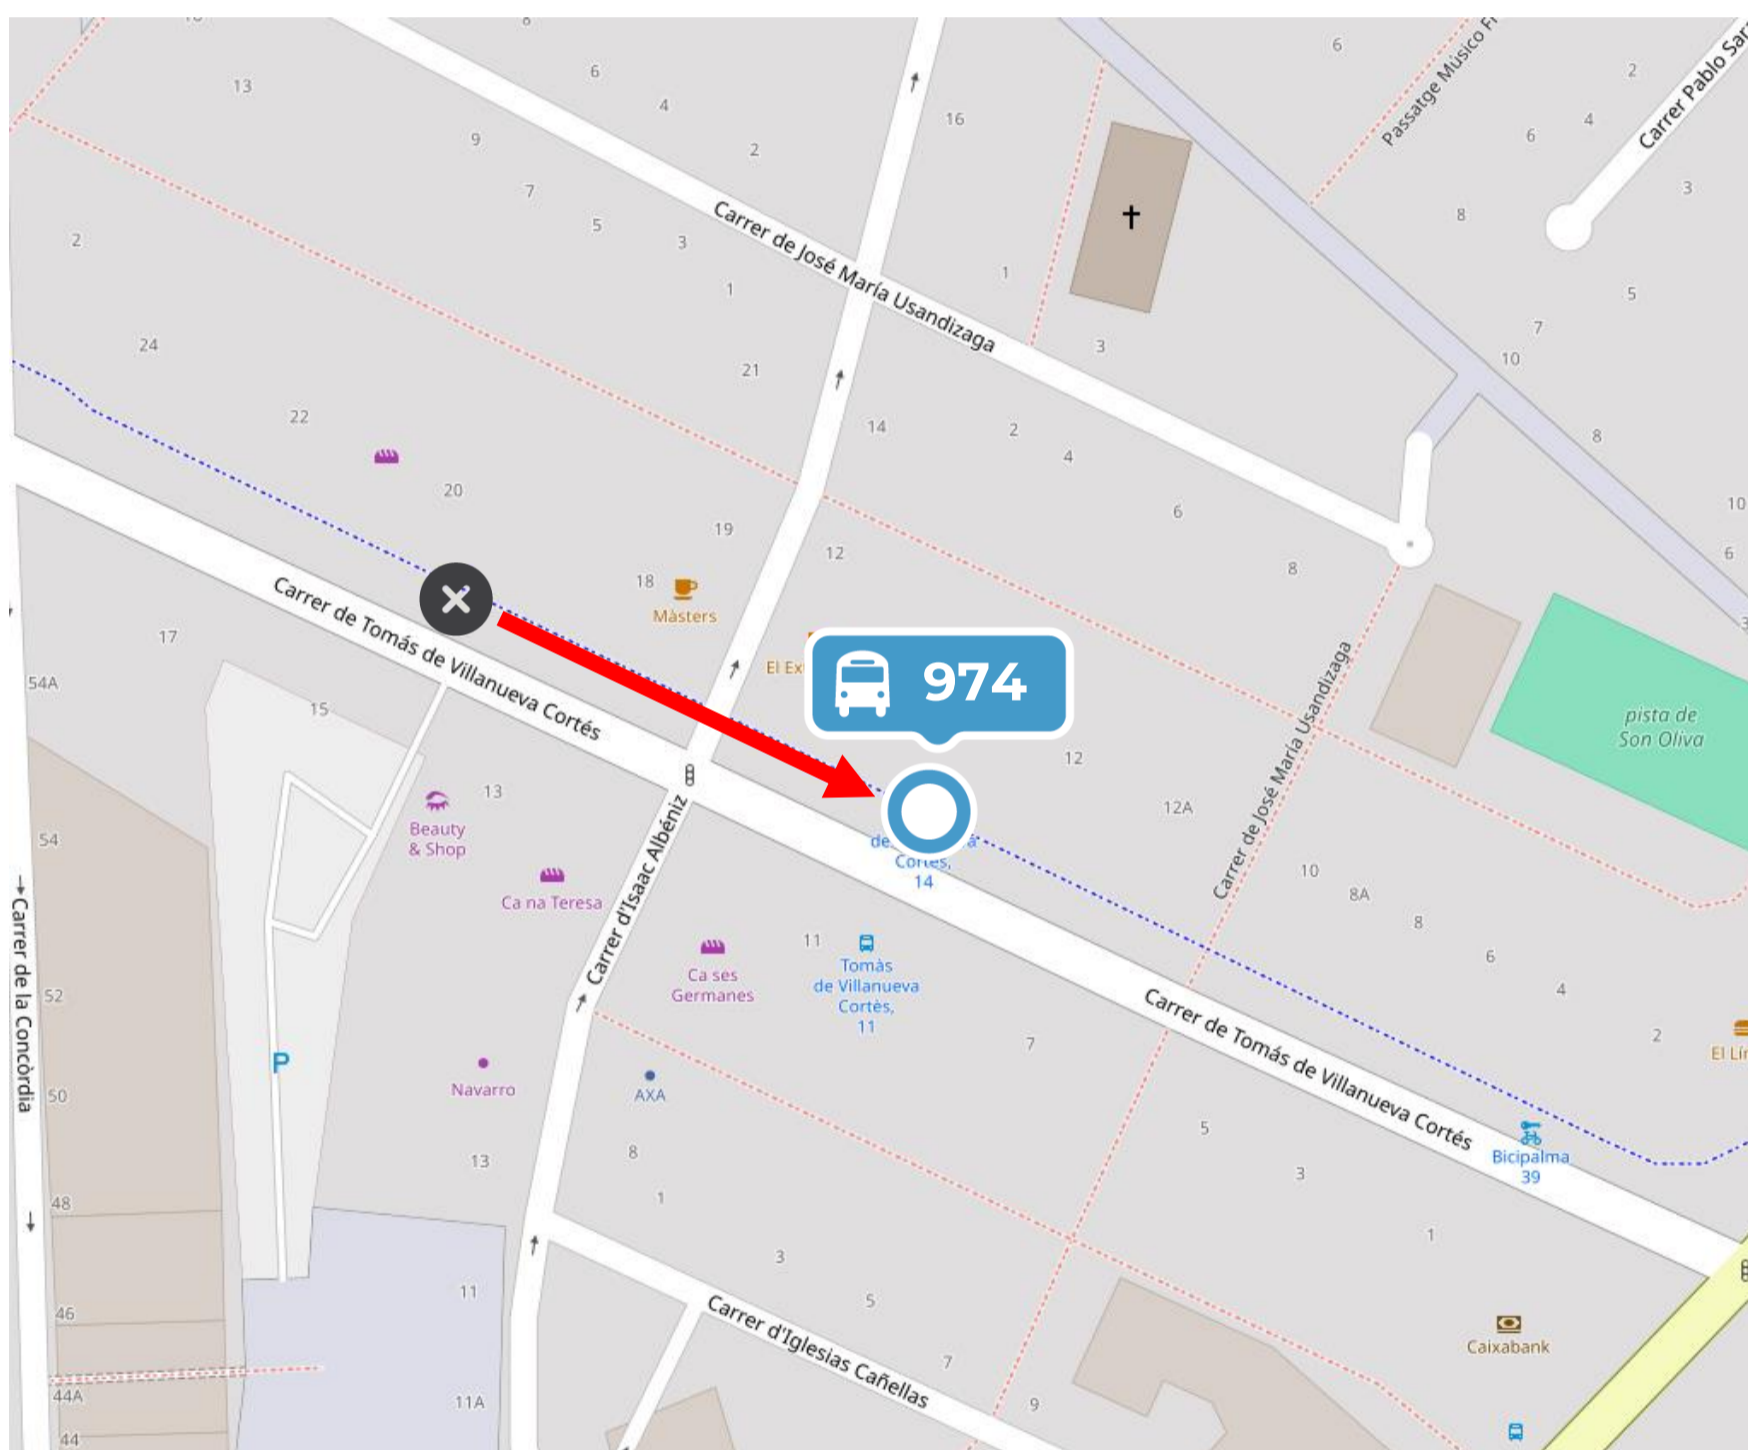 8
6
13
4
16
9
2
7
5
3
1
2
Carrer de José María Usandizaga
1
3
6
2
Passatge Músico
Carrer Pablo
4
6
3
8
5
7
10
8
10
6
24
22
20
21
14
2
4
6
8
19
12
18
Màsters
El
974
17
Carrer de Tomás de Villanueva Cortés
54A
15
13
Beauty
& Shop
Ca na Teresa
54
Carrer d'Isaac Albéniz
12
12A
Carrer de José María Usandizaga
pista de
Son Oliva
Cortès,
14
10
8A
8
6
4
2
El
11
Ca ses
Germanes
Tomàs
de Villanueva
Cortès,
11
Carrer de la Concòrdia
52
50
48
46
44A
44
P
Navarro
AXA
7
Carrer de Tomás de Villanueva Cortés
Bicipalma
39
5
3
1
13
8
1
3
5
7
9
11
11A
Carrer d'Iglesias Cañellas
Caixabank